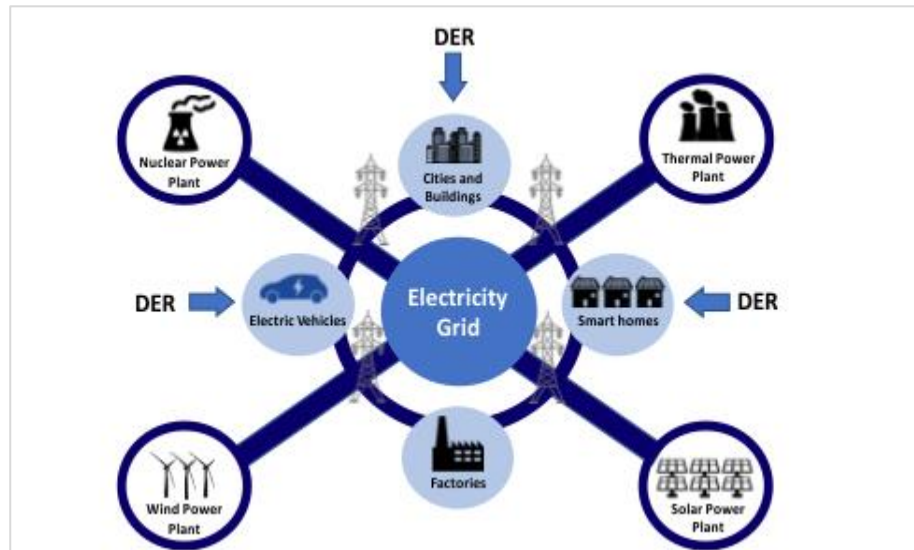 DER
Nuclear Power
Plant
Thermal Power
Plant
Cities and
Buildings
DER
Electric Vehicles
Electricity
Grid
Smart homes
DER
Wind Power
Plant
Factories
Solar Power
Plant